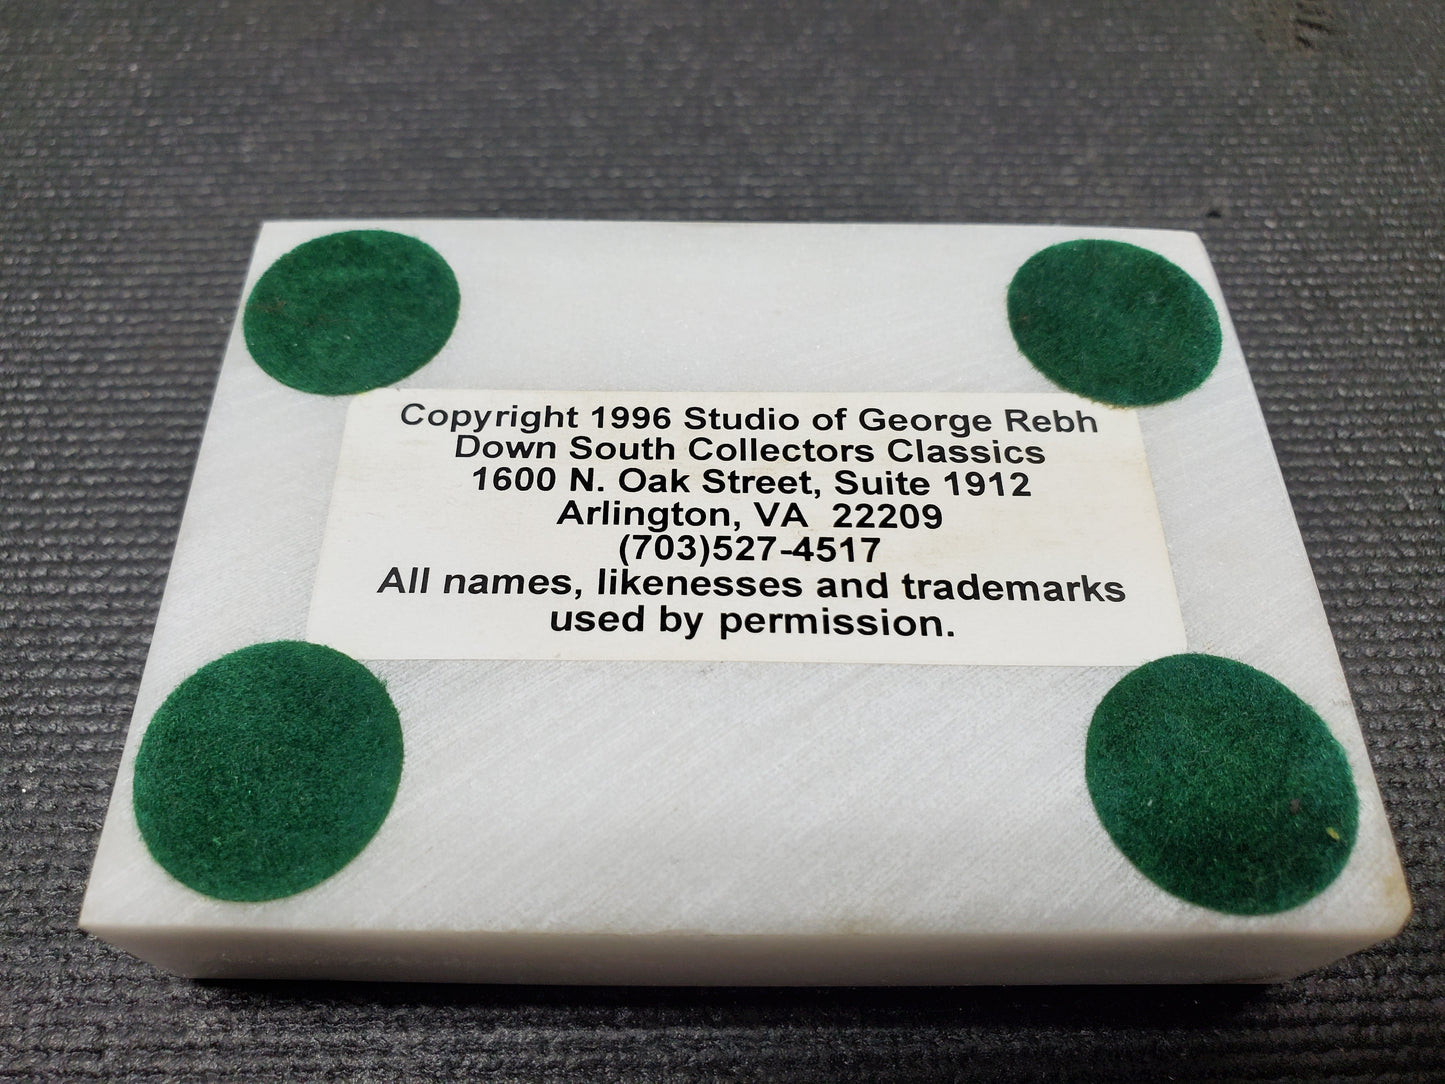 Copyright 1996 Studio of George Rebh
Down South Collectors Classics
1600 N. Oak Street, Suite 1912
Arlington, VA  22209
(703)527-4517
All names, likenesses and trademarks
used by permission.